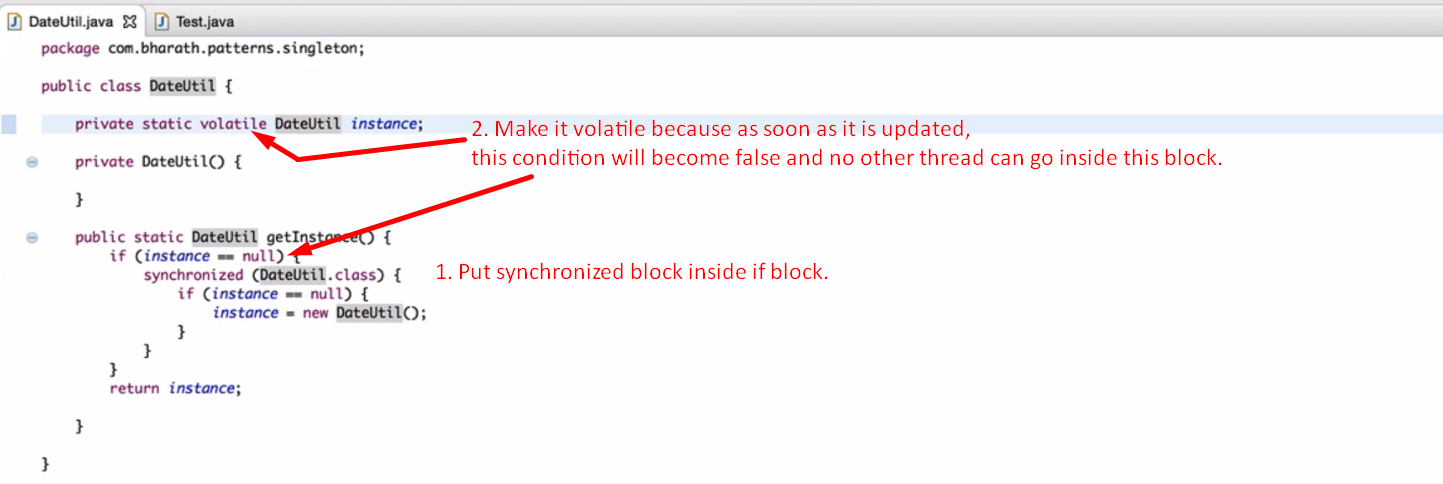 DateUtil.java Test.java
package com.bharath.patterns.singleton;
public class DateUtil {
private static volatile DateUtil instance;
2. Make it volatile because as soon as it is updated,
this condition will become false and no other thread can go inside this block.
private DateUtil() {
}
public static DateUtil getInstance() {
if (instance == null) {
synchronized (DateUtil.class) {
1. Put synchronized block inside if block.
if (instance == null) {
instance = new DateUtil();
}
}
}
return instance;
}
}